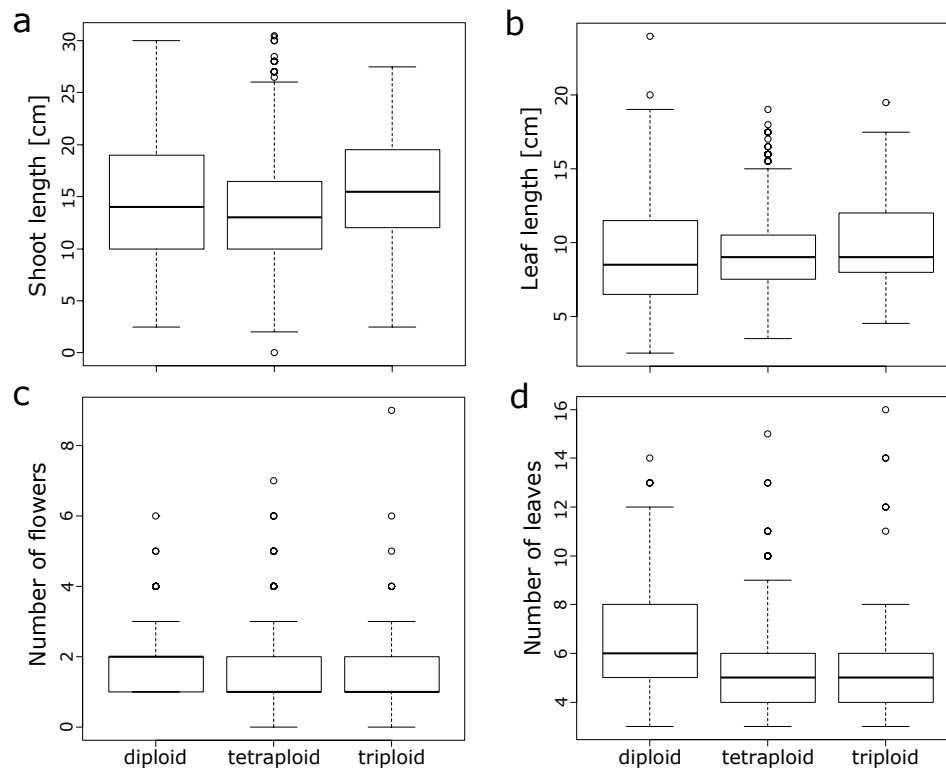 a
Shoot length [cm]
30
25
20
15
10
5
0
b
Leaf length [cm]
20
15
10
5
c
Number of flowers
8
6
4
2
0
diploid tetraploid triploid
d
Number of leaves
16
14
12
10
8
6
4
diploid tetraploid triploid